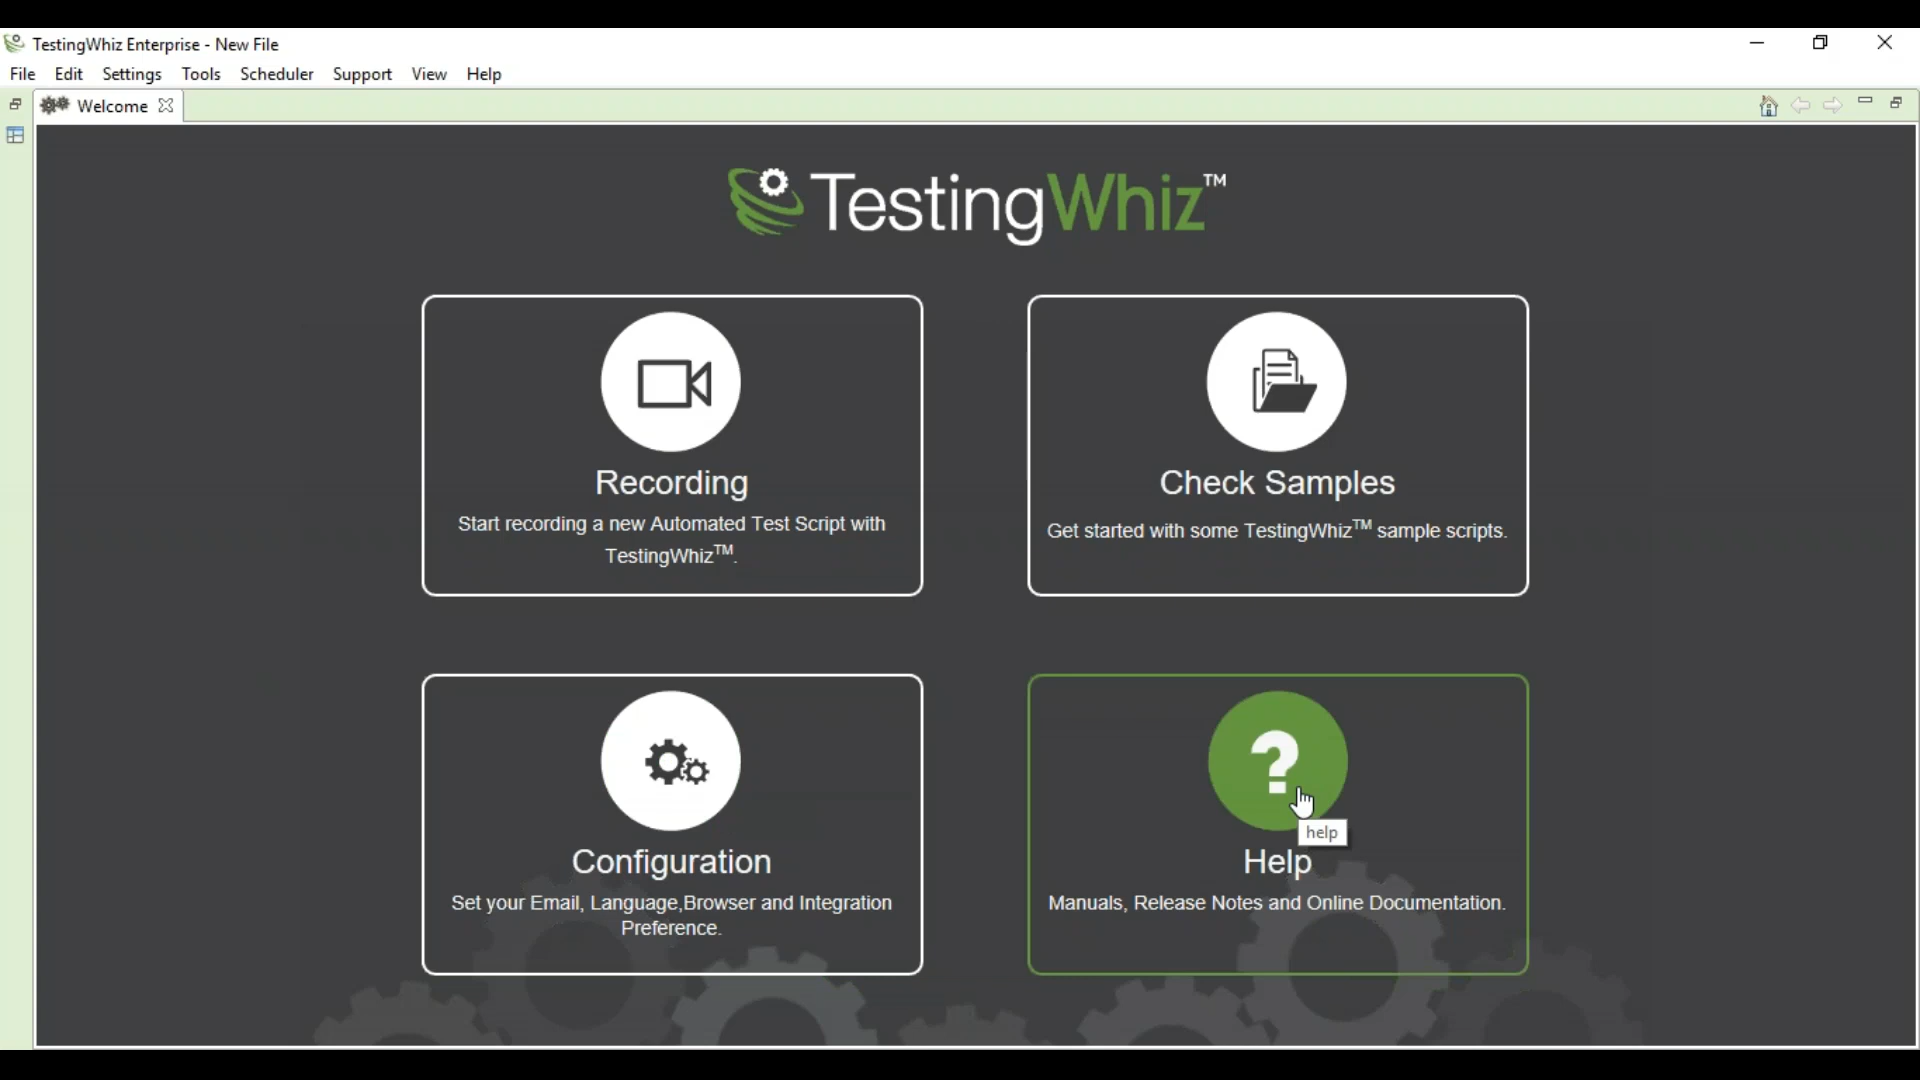 TestingWhiz Enterprise - New File
File Edit Settings Tools Scheduler Support View Help
Welcome
TestingWhiz™
Recording
Start recording a new Automated Test Script with
TestingWhiz™.
Check Samples
Get started with some TestingWhiz™ sample scripts.
Configuration
Set your Email, Language,Browser and Integration
Preference.
help
Help
Manuals, Release Notes and Online Documentation.